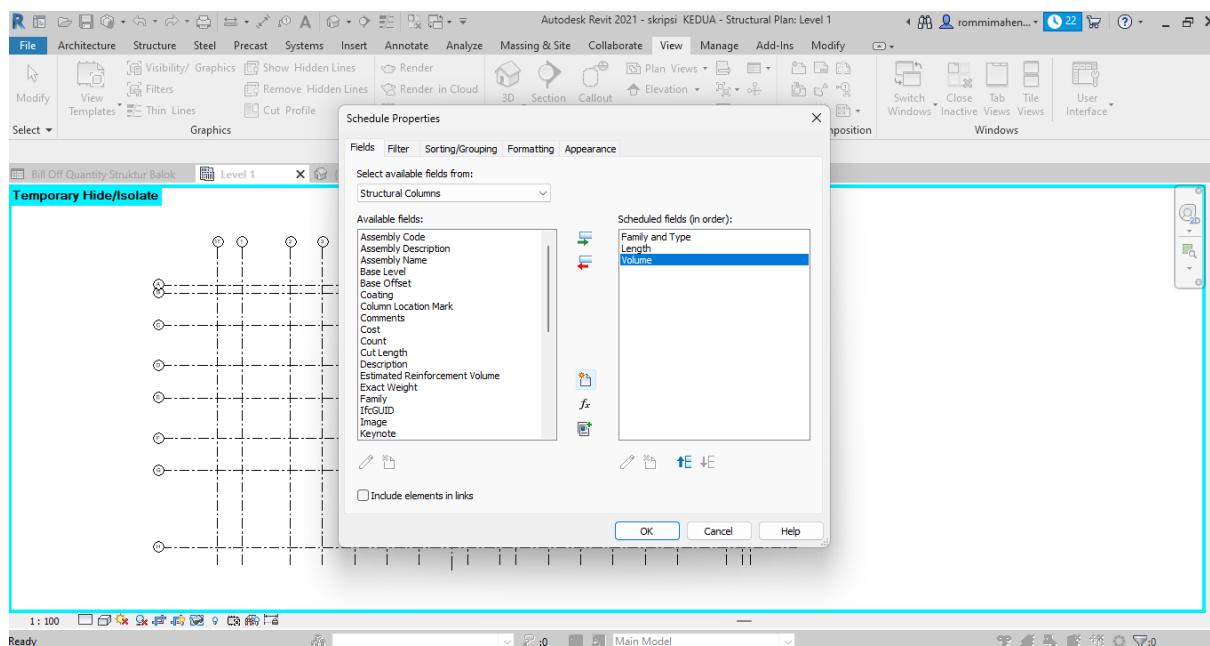 Autodesk Revit 2021 - skripsi KEDUA - Structural Plan: Level 1
rommimahen...
22
File Architecture Structure Steel Precast Systems Insert Annotate Analyze Massing & Site Collaborate View Manage Add-Ins Modify
Modify
View
Templates
Visibility/ Graphics
Filters
Thin Lines
Show Hidden Lines
Remove Hidden Lines
Cut Profile
Render
Render in Cloud
3D
Section
Callout
Plan Views
Elevation
Switch
Windows
Close
Inactive
Tab
Views
Tile
Views
User
Interface
Select
Graphics
Windows
Bill Off Quantity Struktur Balok
Level 1
Temporary Hide/Isolate
Schedule Properties
Fields Filter Sorting/Grouping Formatting Appearance
Select available fields from:
Structural Columns
Available fields:
Assembly Code
Assembly Description
Assembly Name
Base Level
Base Offset
Coating
Column Location Mark
Comments
Cost
Count
Cut Length
Description
Estimated Reinforcement Volume
Exact Weight
Family
IfcGUID
Image
Keynote
Scheduled fields (in order):
Family and Type
Length
Volume
Include elements in links
OK Cancel Help
2D
1 : 100
Ready
:0
Main Model
:0